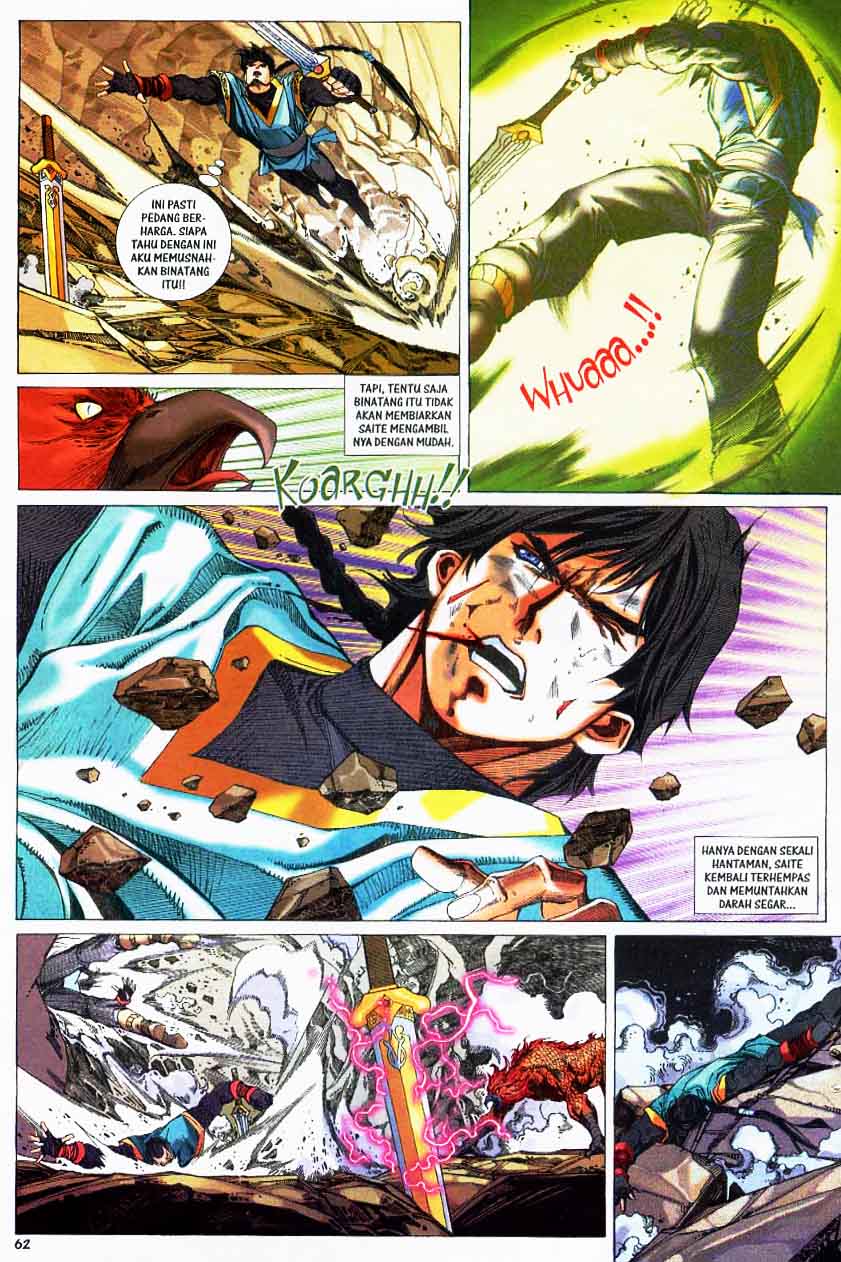 INI PASTI
PEDANG BER-
HARGA. SIAPA
TAHU DENGAN INI
AKU MEMUSNAH-
KAN BINATANG
ITU!!
WHUAAA...!!
TAPI, TENTU SAJA
BINATANG ITU TIDAK
AKAN MEMBIARKAN
SAITE MENGAMBIL
NYA DENGAN MUDAH.
KOARGHH!!
HANYA DENGAN SEKALI
HANTAMAN, SAITE
KEMBALI TERHEMPAS
DAN MEMUNTAHKAN
DARAH SEGAR...
62